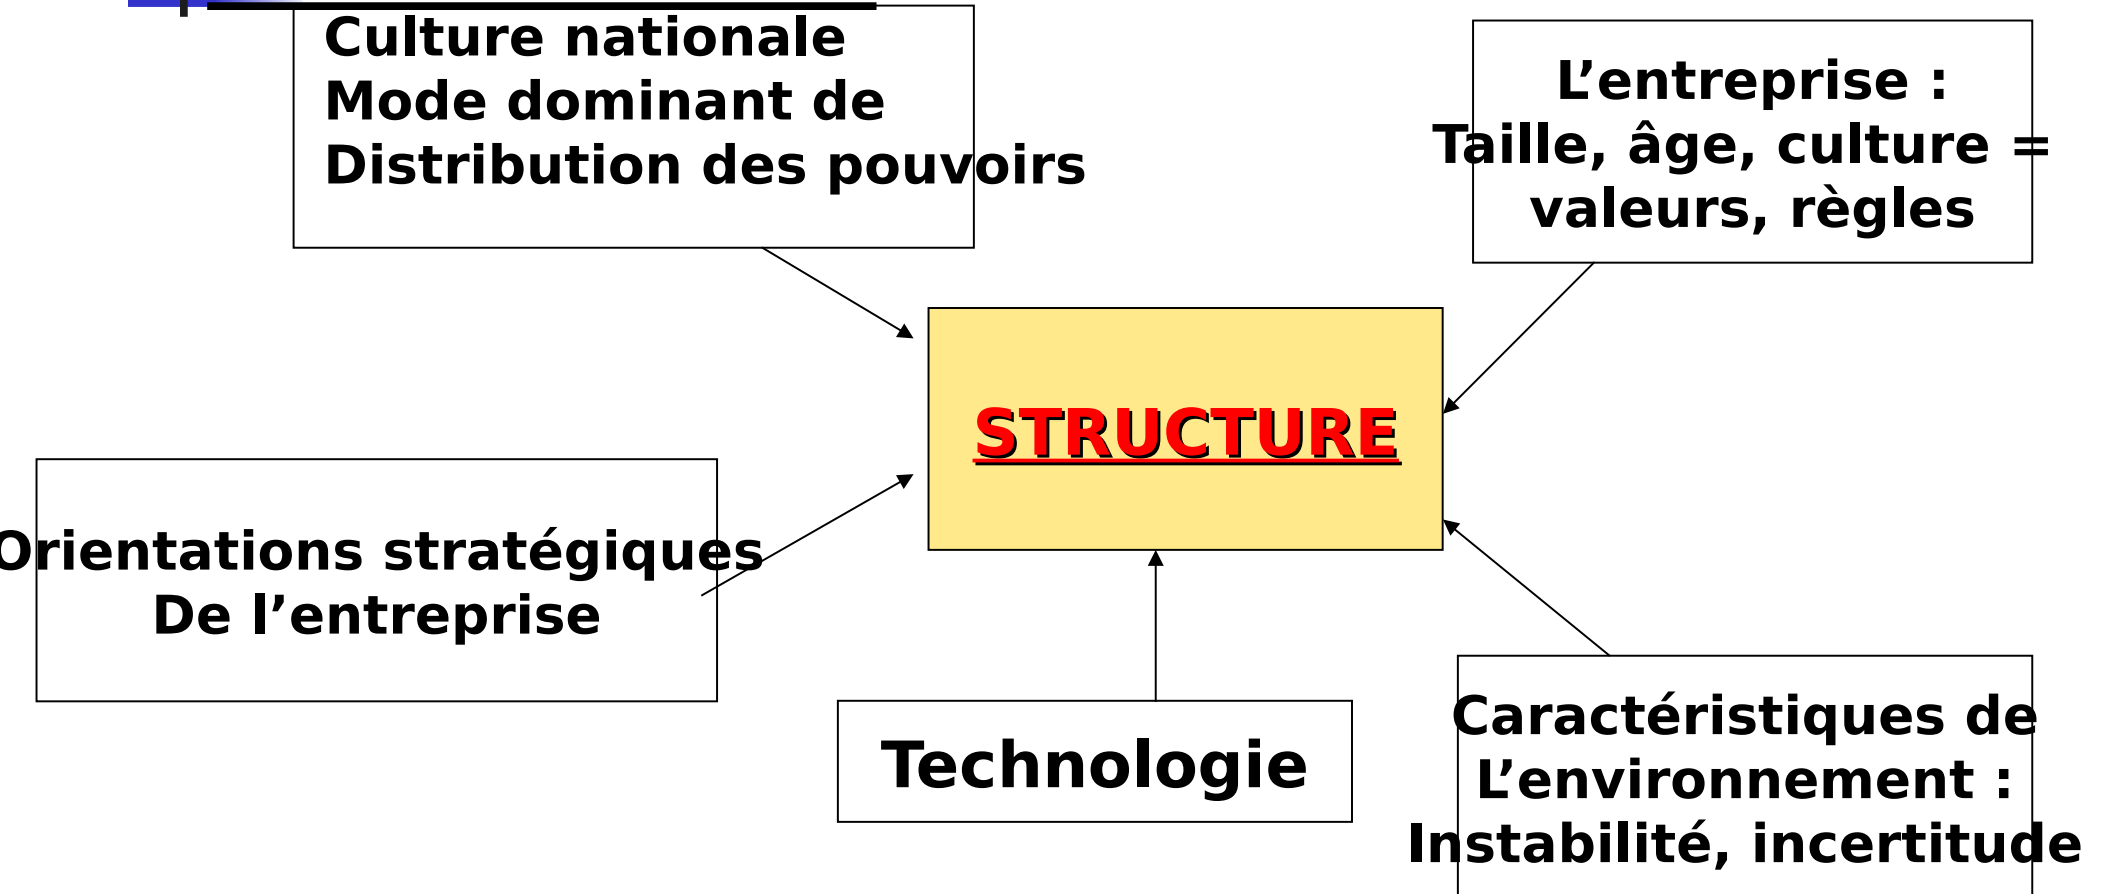 Culture nationale
Mode dominant de
Distribution des pouvoirs
L’entreprise :
Taille, âge, culture =
valeurs, règles
STRUCTURE
Orientations stratégiques
De l’entreprise
Technologie
Caractéristiques de
L’environnement :
Instabilité, incertitude